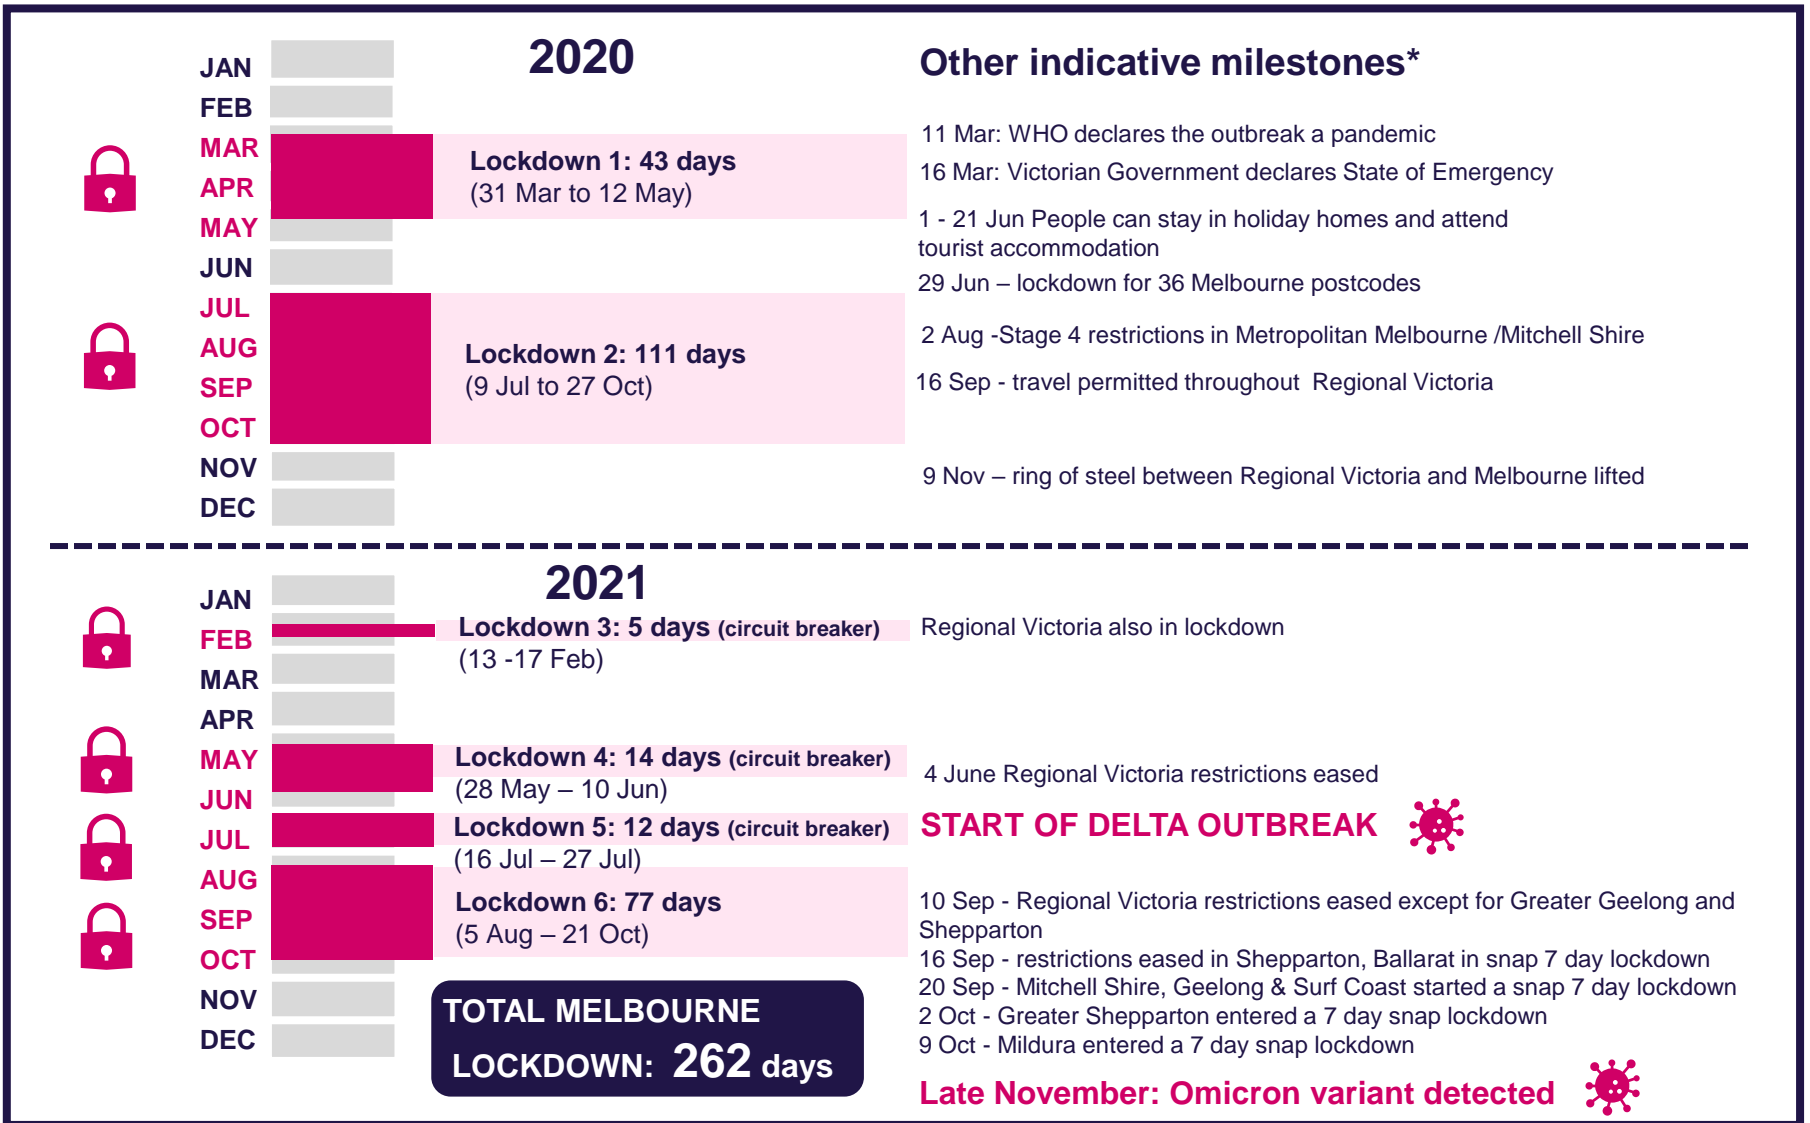 2020
JAN
FEB
MAR
APR
MAY
JUN
JUL
AUG
SEP
OCT
NOV
DEC
Lockdown 1: 43 days
(31 Mar to 12 May)
Lockdown 2: 111 days
(9 Jul to 27 Oct)
Other indicative milestones*
11 Mar: WHO declares the outbreak a pandemic
16 Mar: Victorian Government declares State of Emergency
1 - 21 Jun People can stay in holiday homes and attend
tourist accommodation
29 Jun – lockdown for 36 Melbourne postcodes
2 Aug -Stage 4 restrictions in Metropolitan Melbourne /Mitchell Shire
16 Sep - travel permitted throughout Regional Victoria
9 Nov – ring of steel between Regional Victoria and Melbourne lifted
2021
JAN
FEB
MAR
APR
MAY
JUN
JUL
AUG
SEP
OCT
NOV
DEC
Lockdown 3: 5 days (circuit breaker)
(13 -17 Feb)
Lockdown 4: 14 days (circuit breaker)
(28 May – 10 Jun)
Lockdown 5: 12 days (circuit breaker)
(16 Jul – 27 Jul)
Lockdown 6: 77 days
(5 Aug – 21 Oct)
TOTAL MELBOURNE
LOCKDOWN: 262 days
Regional Victoria also in lockdown
4 June Regional Victoria restrictions eased
START OF DELTA OUTBREAK
10 Sep - Regional Victoria restrictions eased except for Greater Geelong and
Shepparton
16 Sep - restrictions eased in Shepparton, Ballarat in snap 7 day lockdown
20 Sep - Mitchell Shire, Geelong & Surf Coast started a snap 7 day lockdown
2 Oct - Greater Shepparton entered a 7 day snap lockdown
9 Oct - Mildura entered a 7 day snap lockdown
Late November: Omicron variant detected